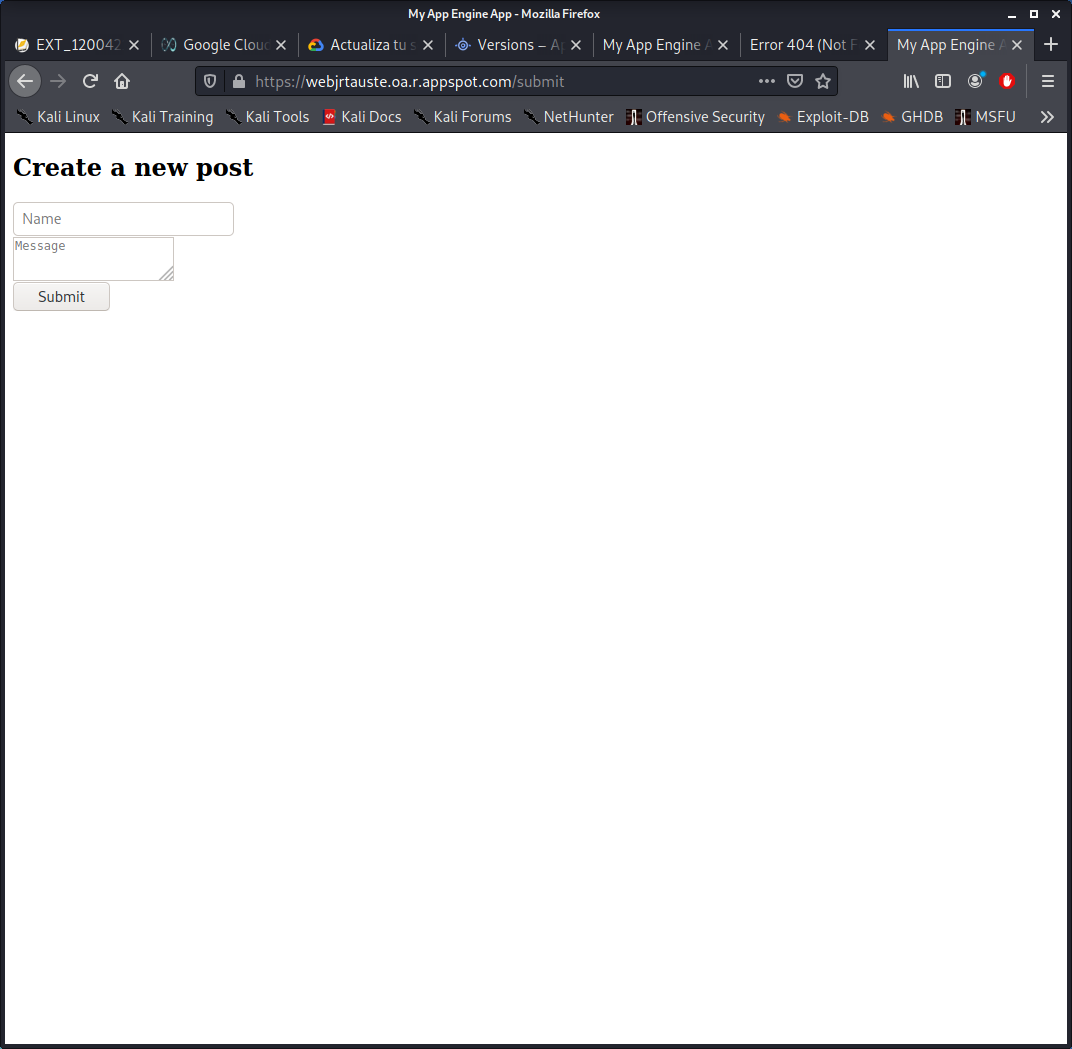 My App Engine App - Mozilla Firefox
EXT_120042 Google Cloud Actualiza tu s Versions – Ap My App Engine A Error 404 (Not F My App Engine A
https://webjrtauste.oa.r.appspot.com/submit
Kali Linux Kali Training Kali Tools Kali Docs Kali Forums NetHunter Offensive Security Exploit-DB GHDB MSFU
Create a new post
Name
Message
Submit